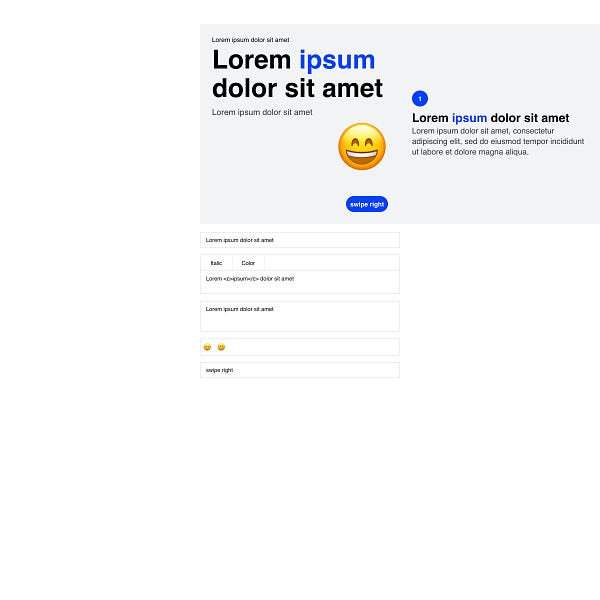 Lorem ipsum dolor sit amet
Lorem ipsum
dolor sit amet
Lorem ipsum dolor sit amet
swipe right
1
Lorem ipsum dolor sit amet
Lorem ipsum dolor sit amet, consectetur
adipiscing elit, sed do eiusmod tempor incididunt
ut labore et dolore magna aliqua.
Lorem ipsum dolor sit amet
Italic Color
Lorem <c>ipsum</c> dolor sit amet
Lorem ipsum dolor sit amet
swipe right